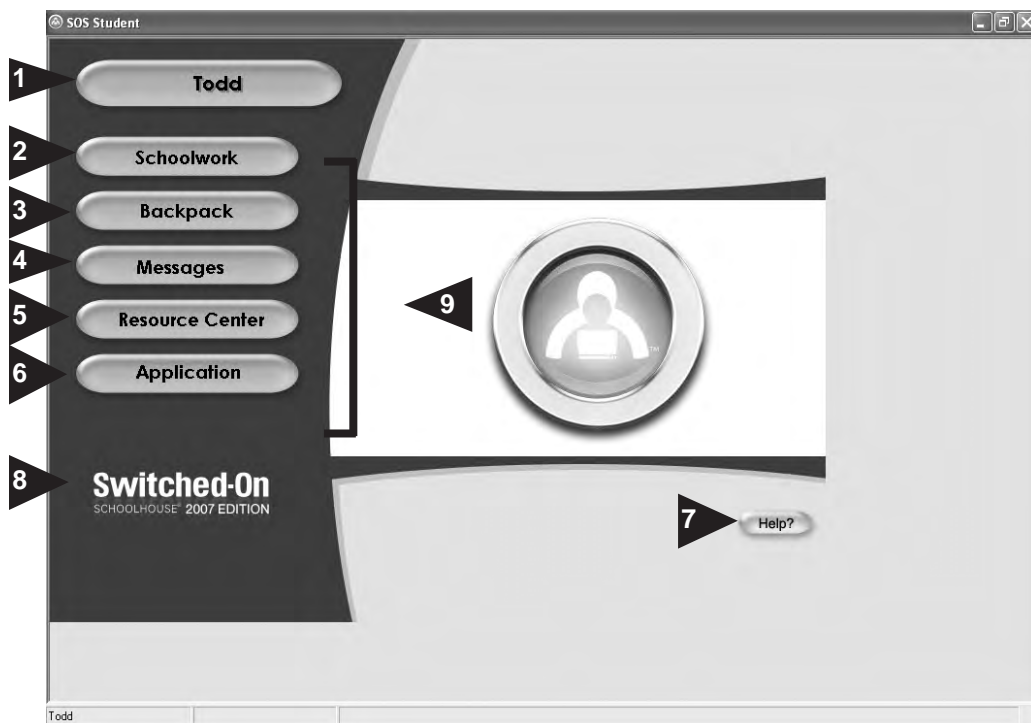 SOS Student
1
Todd
2
Schoolwork
3
Backpack
4
Messages
9
5
Resource Center
6
Application
8
Switched-On
SCHOOLHOUSE® 2007 EDITION
7
Help?
TM
Todd